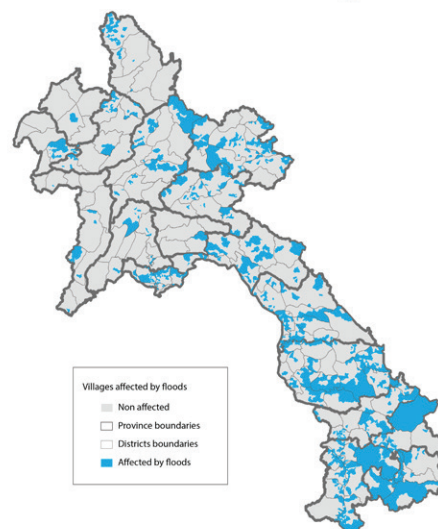 Villages affected by floods
Non affected
Province boundaries
Districts boundaries
Affected by floods